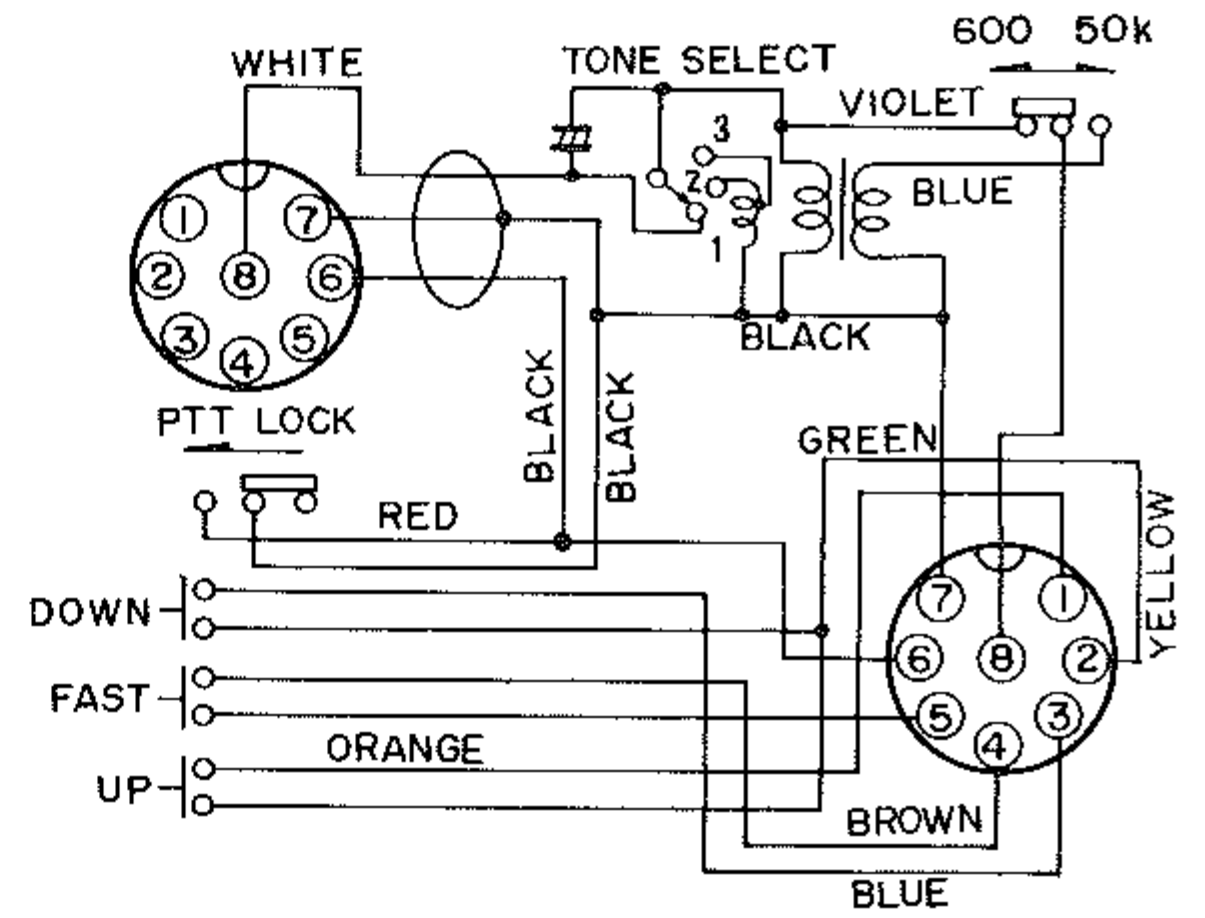 600 50k
WHITE
TONE SELECT
VIOLET
3
2
1
BLUE
1
7
2
8
6
3
4
5
BLACK
PTT LOCK
BLACK
BLACK
GREEN
RED
YELLOW
DOWN
7
1
6
8
2
FAST
5
3
4
ORANGE
UP
BROWN
BLUE